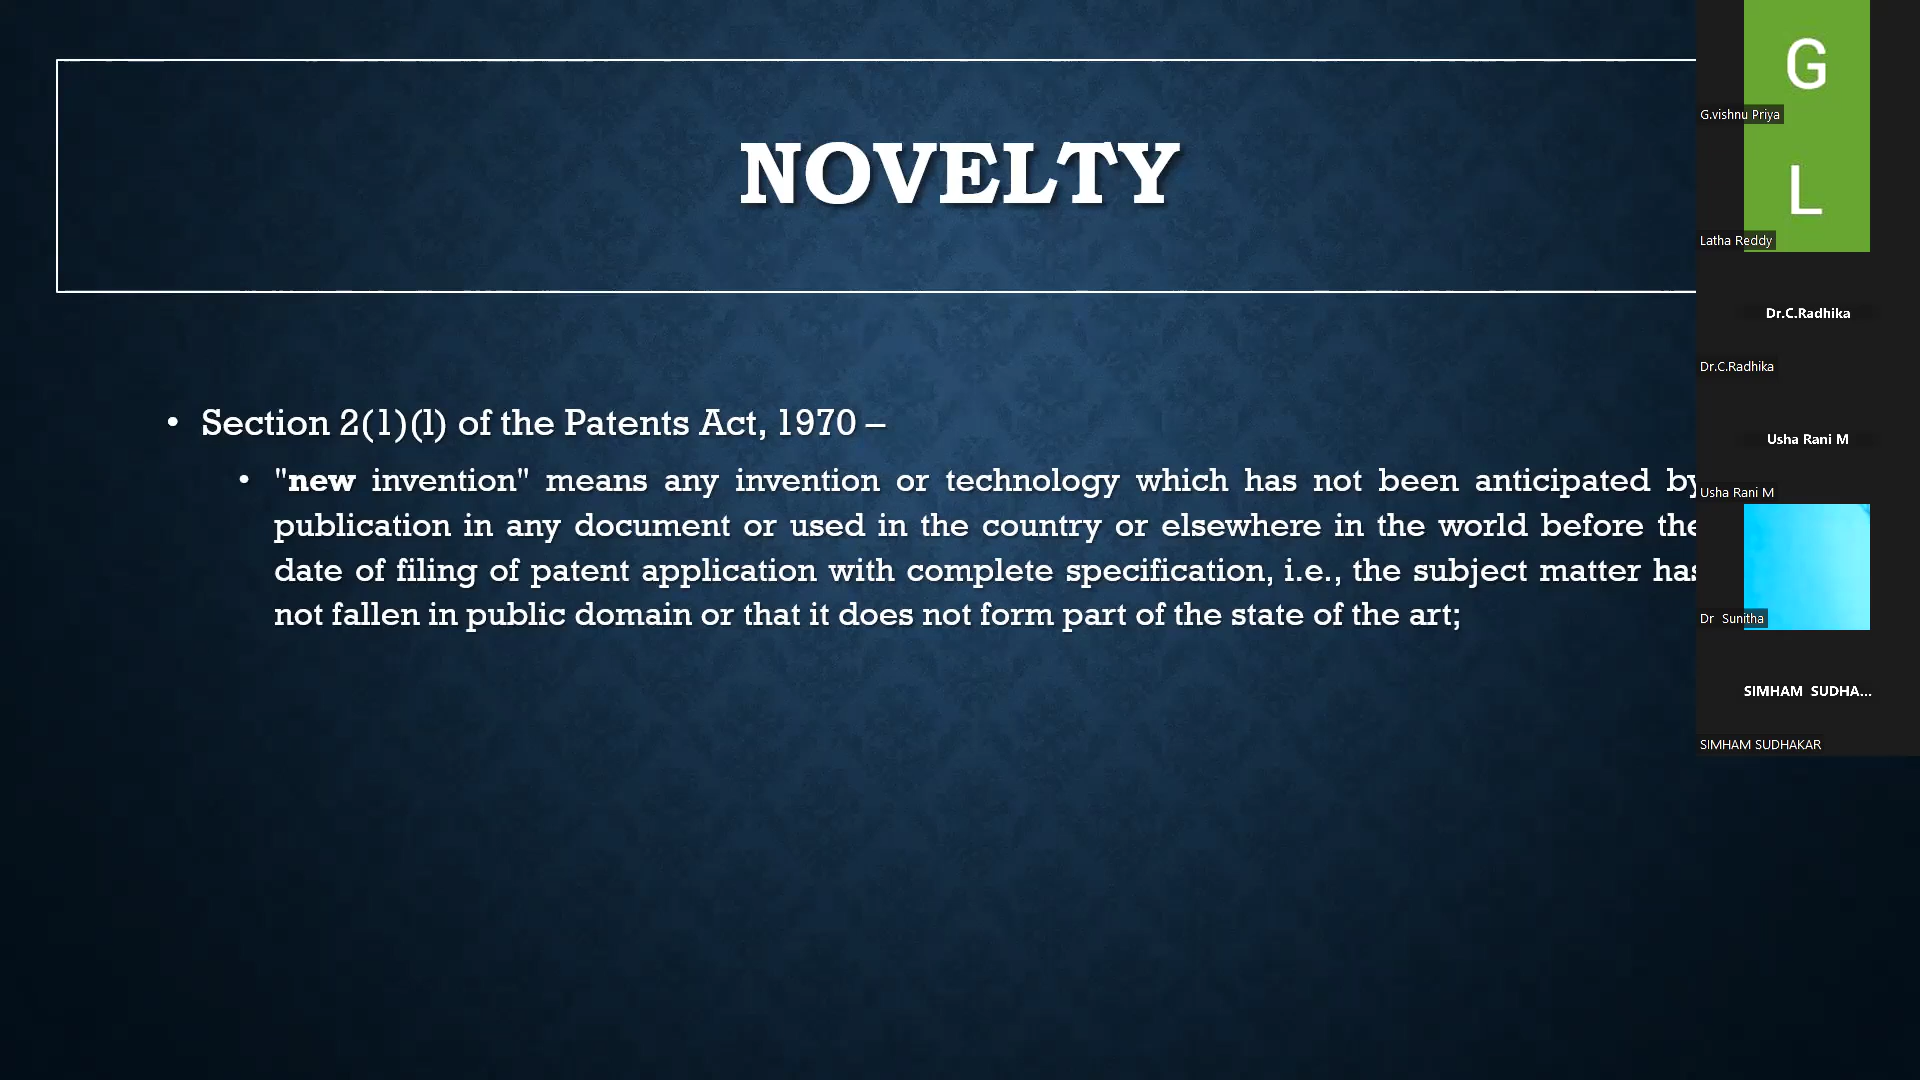 NOVELTY
• Section 2(1)(l) of the Patents Act, 1970 –
• "new invention" means any invention or technology which has not been anticipated by
publication in any document or used in the country or elsewhere in the world before the
date of filing of patent application with complete specification, i.e., the subject matter has
not fallen in public domain or that it does not form part of the state of the art;
G
G.vishnu Priya
L
Latha Reddy
Dr.C.Radhika
Dr.C.Radhika
Usha Rani M
Usha Rani M
Dr Sunitha
SIMHAM SUDHA...
SIMHAM SUDHAKAR